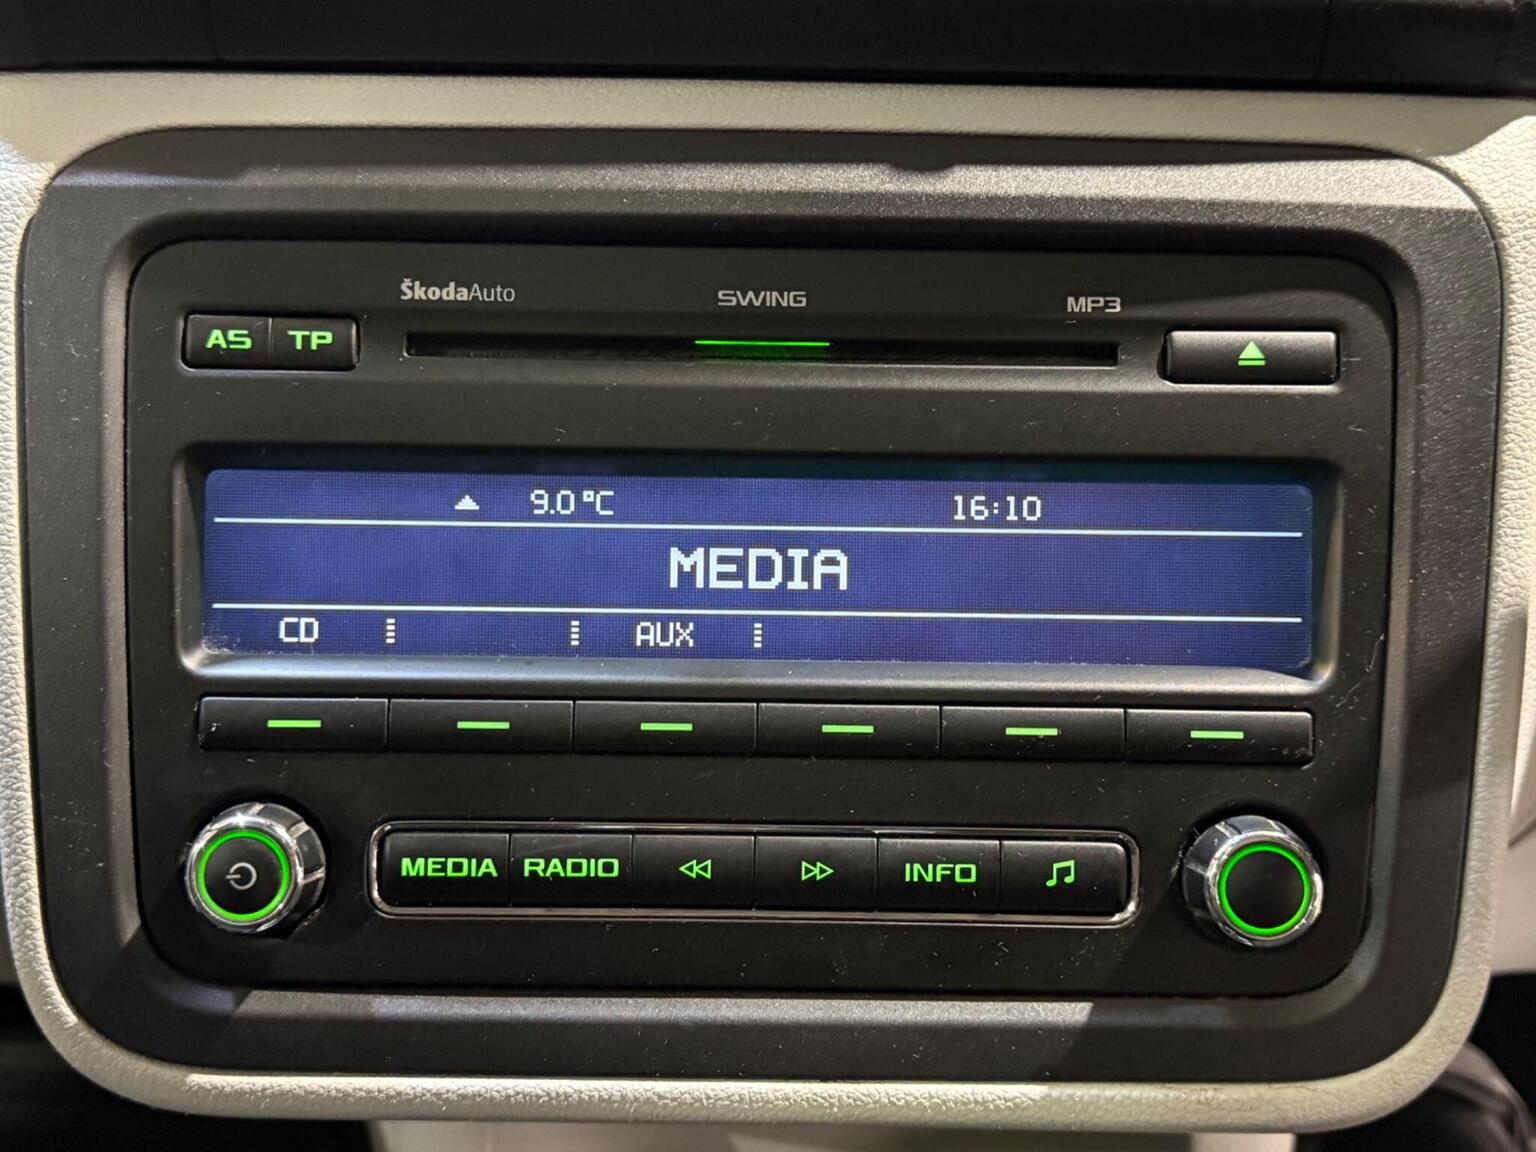 ŠkodaAuto SWING MP3
AS TP
9.0°C 16:10
MEDIA
CD AUX
MEDIA RADIO INFO